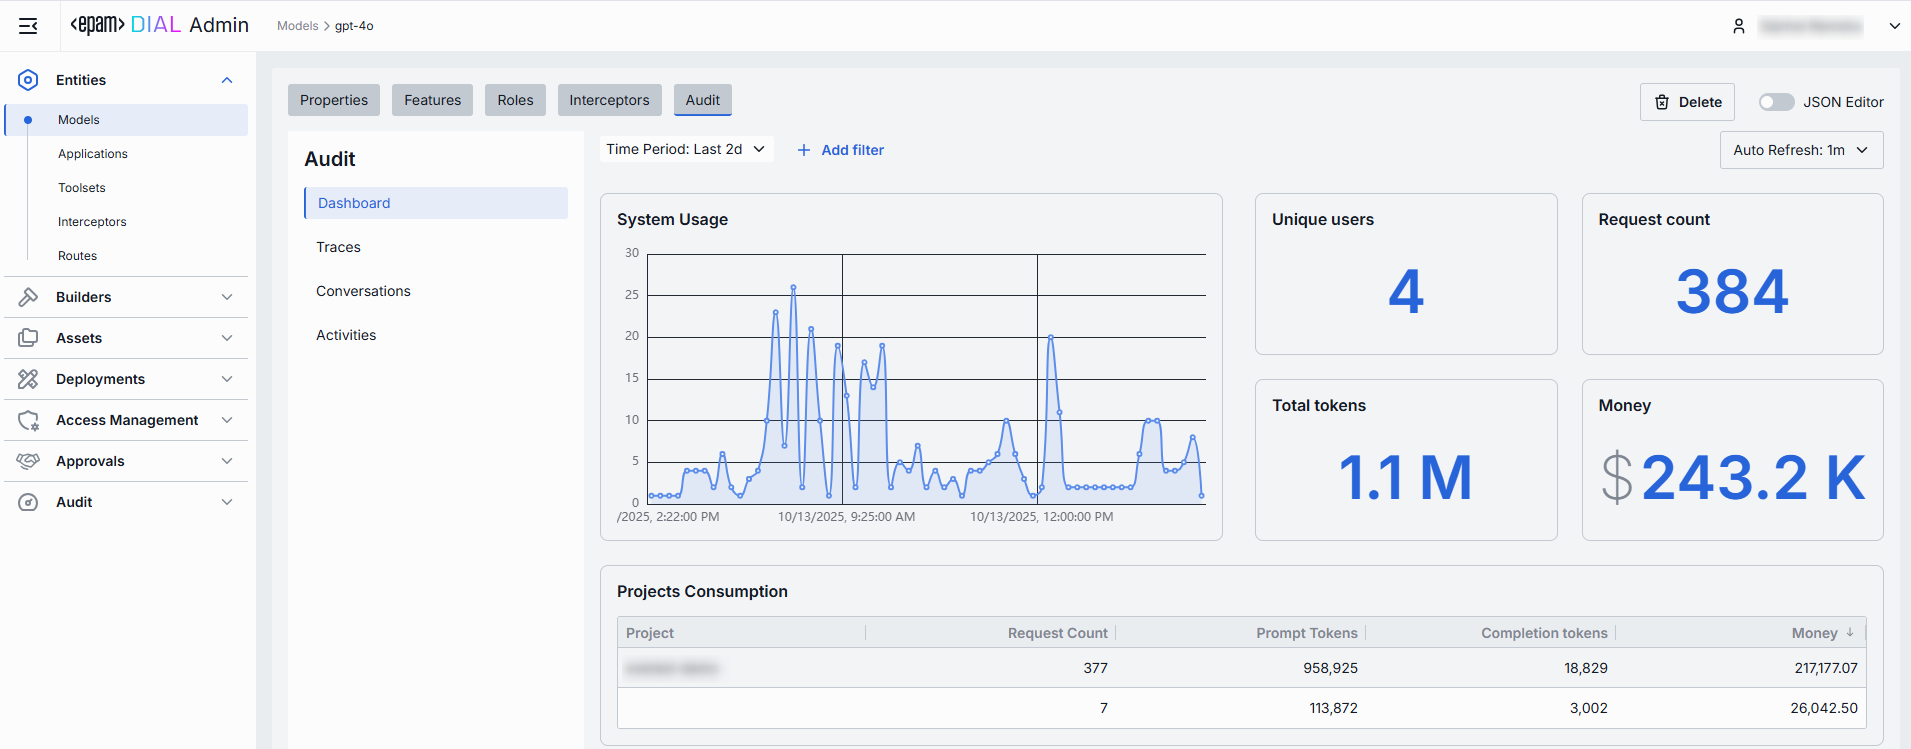 <epam> DIAL Admin
Models > gpt-4o
Entities
Models
Applications
Toolsets
Interceptors
Routes
Builders
Assets
Deployments
Access Management
Approvals
Audit
Properties
Features
Roles
Interceptors
Audit
Delete
JSON Editor
Audit
Dashboard
Traces
Conversations
Activities
Time Period: Last 2d
+ Add filter
Auto Refresh: 1m
System Usage
30
25
20
15
10
5
0
/2025, 2:22:00 PM
10/13/2025, 9:25:00 AM
10/13/2025, 12:00:00 PM
Unique users
4
Request count
384
Total tokens
1.1 M
Money
$243.2 K
Projects Consumption
Project Request Count Prompt Tokens Completion tokens Money ↓
377 958,925 18,829 217,177.07
7 113,872 3,002 26,042.50